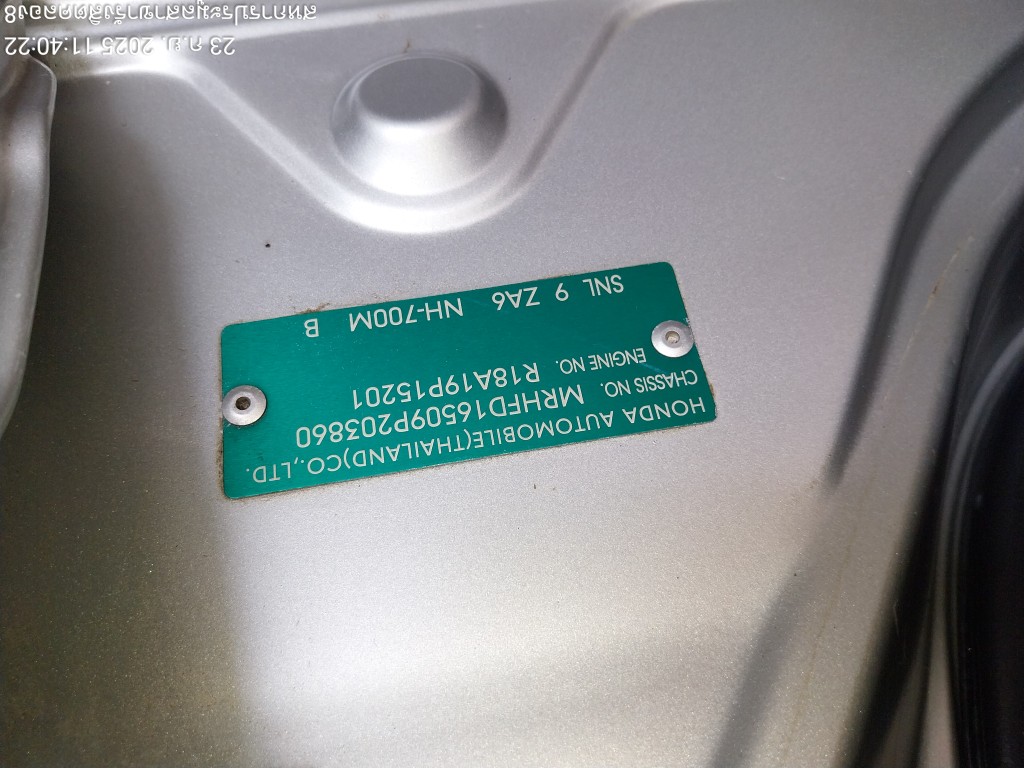 HONDA AUTOMOBILE(THAILAND)CO.,LTD.
CHASSIS NO. MRHFD16509P203860
ENGINE NO. R18A19P15201
SNL 9 ZA6 NH-700M B
23 ก.ย. 2025 11:40:22